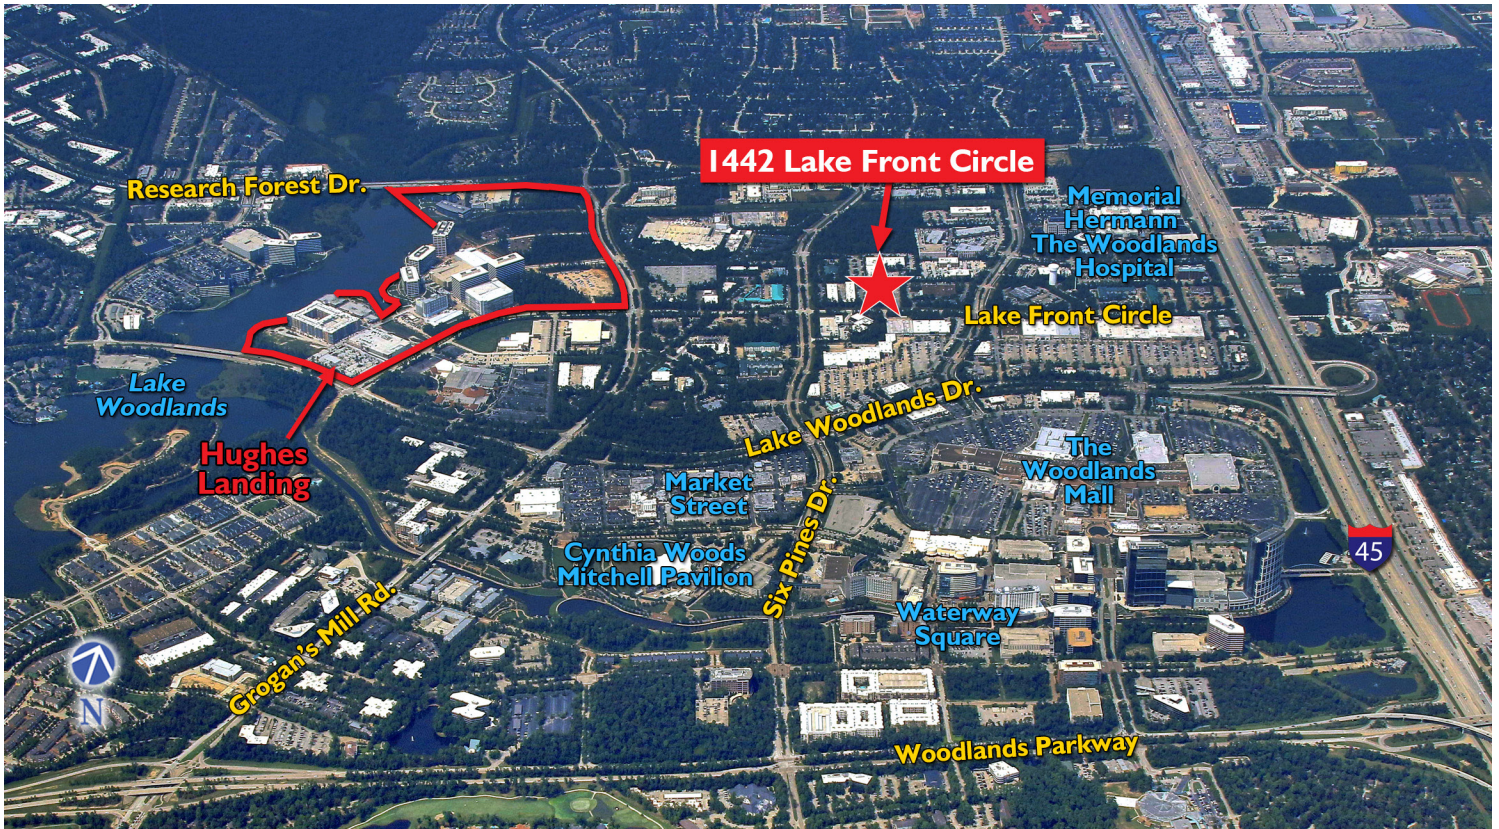 1442 Lake Front Circle
Research Forest Dr.
Memorial
Hermann
The Woodlands
Hospital
Lake Front Circle
Lake
Woodlands
Hughes
Landing
Lake Woodlands Dr.
The
Woodlands
Mall
Market
Street
Six Pines Dr.
Cynthia Woods
Mitchell Pavilion
45
Grogan's Mill Rd.
Waterway
Square
N
Woodlands Parkway